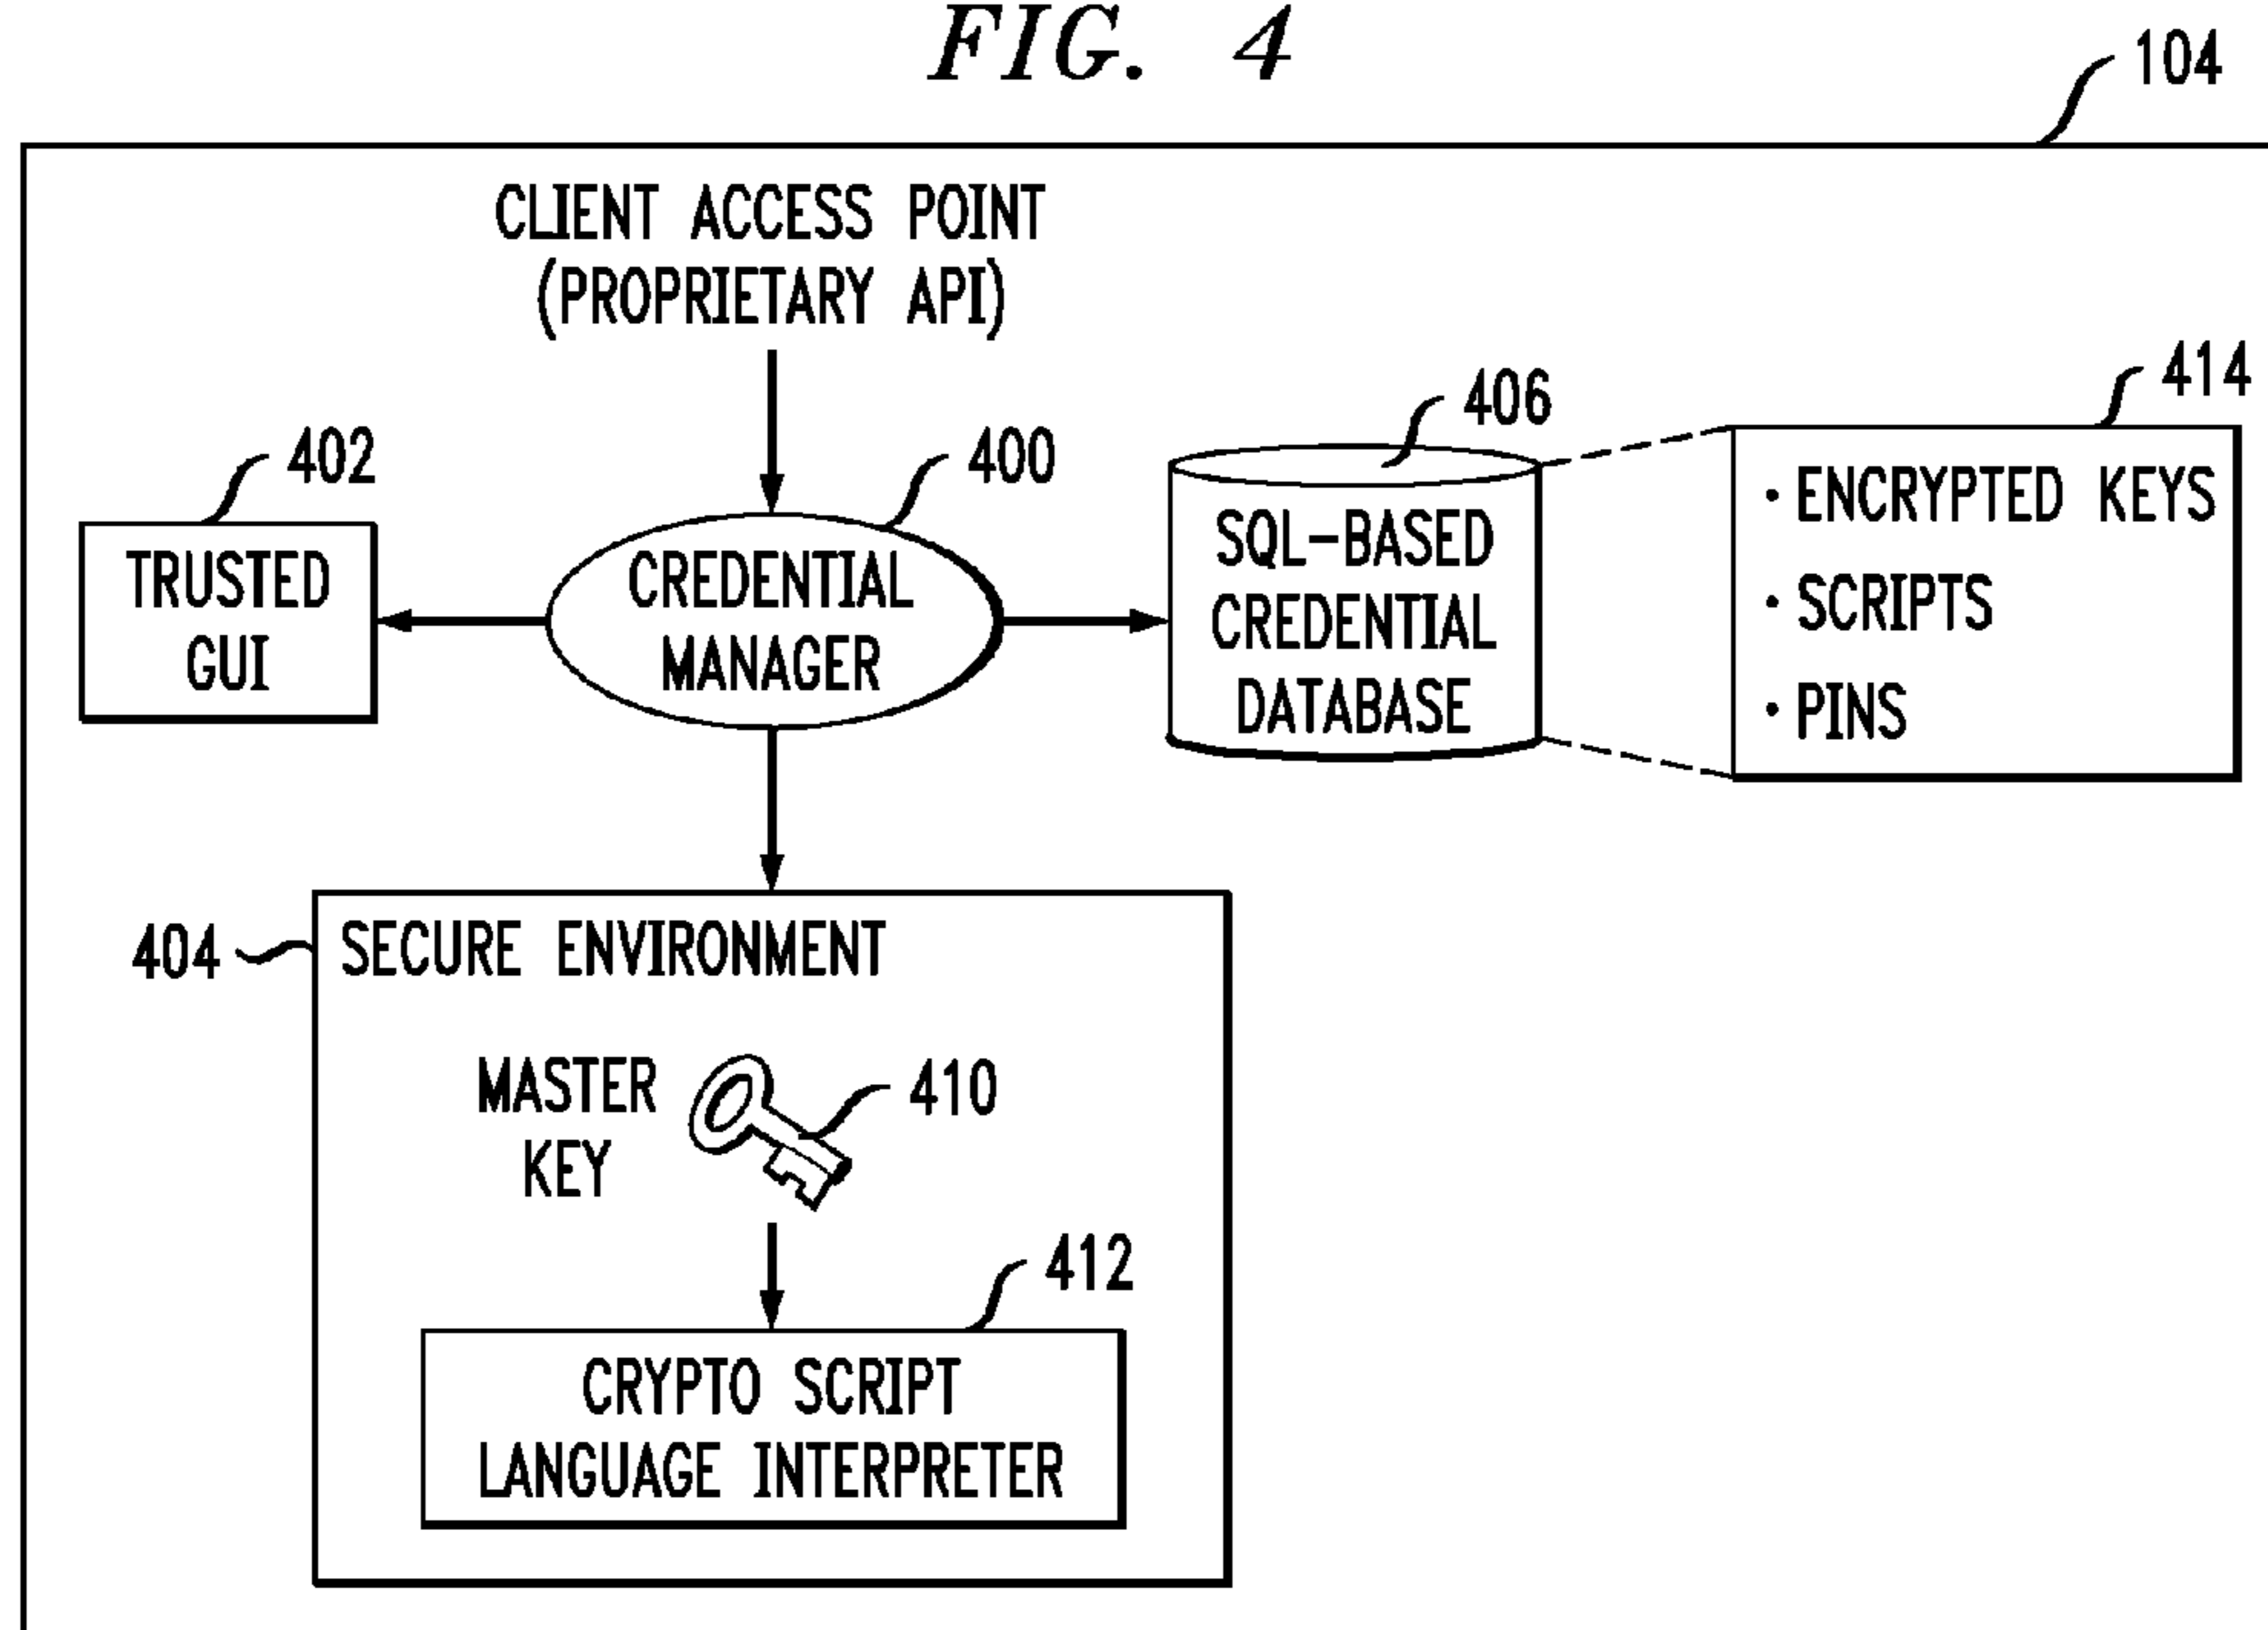 FIG. 4
104
CLIENT ACCESS POINT
(PROPRIETARY API)
414
406
402
400
TRUSTED
GUI
CREDENTIAL
MANAGER
SQL-BASED
CREDENTIAL
DATABASE
• ENCRYPTED KEYS
• SCRIPTS
• PINS
404
SECURE ENVIRONMENT
MASTER
KEY
410
412
CRYPTO SCRIPT
LANGUAGE INTERPRETER